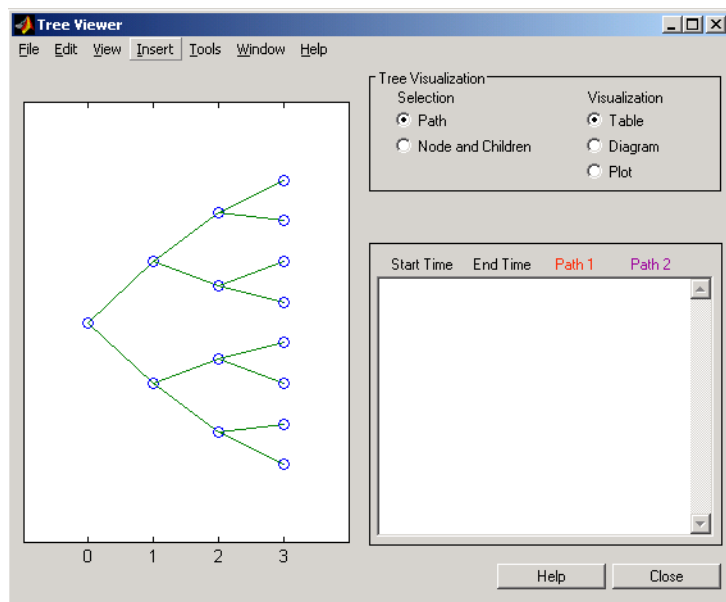 Tree Viewer
File Edit View Insert Tools Window Help
Tree Visualization
Selection Visualization
Path Table
Node and Children Diagram
Plot
Start Time End Time Path 1 Path 2
0 1 2 3
Help Close